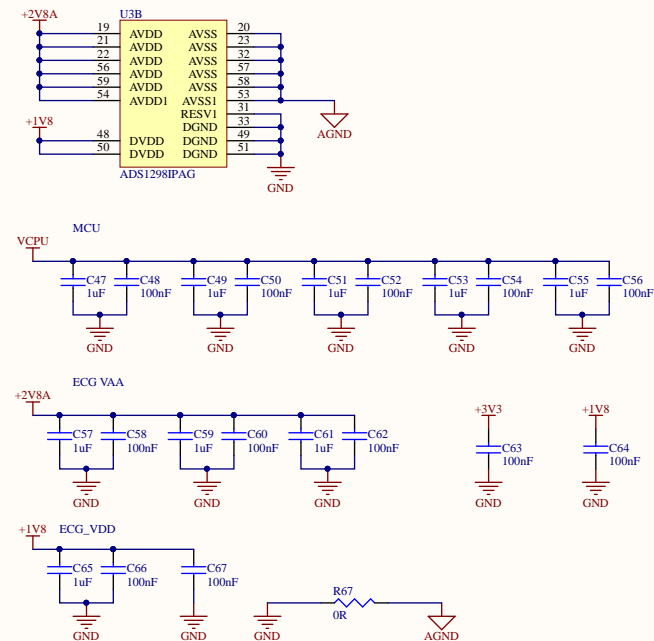 +2V8A
U3B
19 AVDD AVSS 20
21 AVDD AVSS 23
22 AVDD AVSS 32
56 AVDD AVSS 57
59 AVDD AVSS 58
54 AVDD1 AVSS1 53
RESV1 31
+1V8
DGND 33
48 DVDD DGND 49
50 DVDD DGND 51
AGND
ADS1298IPAG
GND
MCU
VCPU
C47 C48 C49 C50 C51 C52 C53 C54 C55 C56
1uF 100nF 1uF 100nF 1uF 100nF 1uF 100nF 1uF 100nF
GND GND GND GND GND
ECG VAA
+2V8A +3V3 +1V8
C57 C58 C59 C60 C61 C62 C63 C64
1uF 100nF 1uF 100nF 1uF 100nF 100nF 100nF
GND GND GND GND GND
+1V8 ECG_VDD
C65 C66 C67
1uF 100nF 100nF
R67
0R
GND GND GND AGND